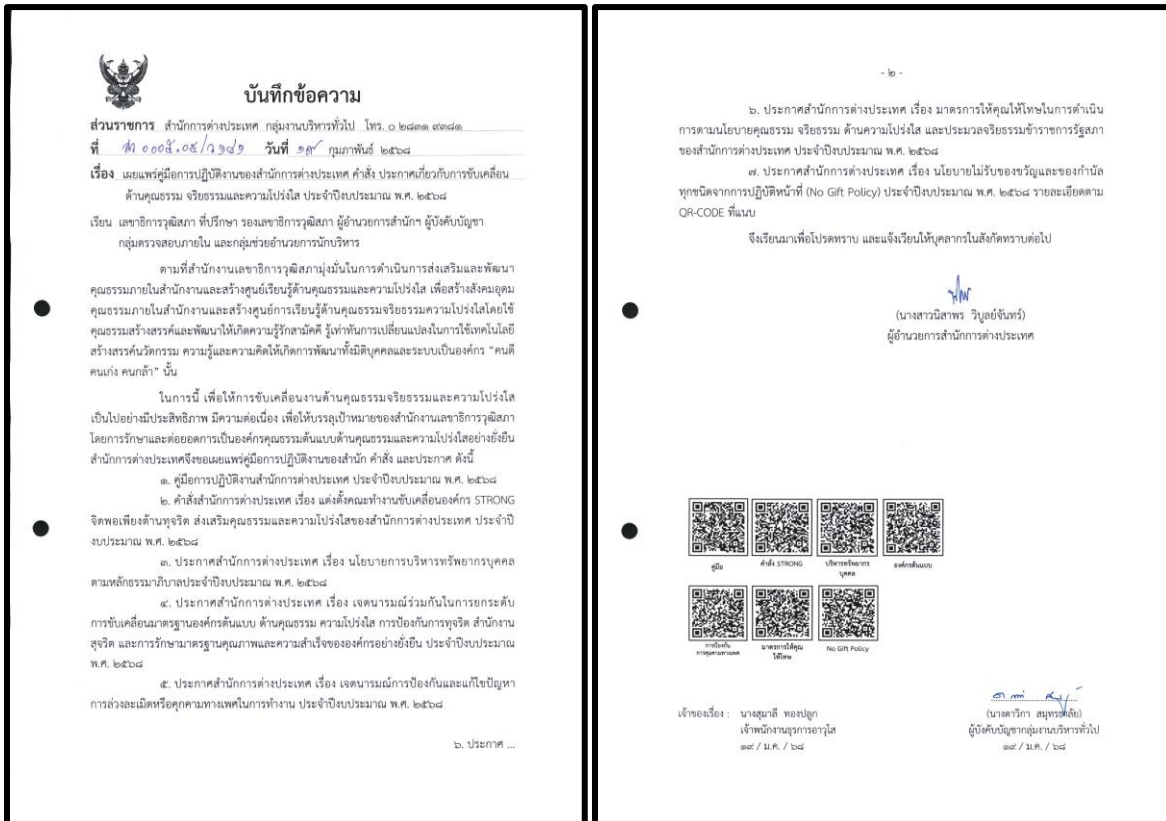 บันทึกข้อความ
ส่วนราชการ สำนักการต่างประเทศ กลุ่มงานบริหารทั่วไป โทร. ๐ ๒๘๓๑ ๙๓๘๑
ที่ สว ๐๐๐๕.๐๕/ว ๑๔๑ วันที่ ๑๙ กุมภาพันธ์ ๒๕๖๘
เรื่อง เผยแพร่คู่มือการปฏิบัติงานของสำนักการต่างประเทศ คำสั่ง ประกาศเกี่ยวกับการขับเคลื่อน
ด้านคุณธรรม จริยธรรมและความโปร่งใส ประจำปีงบประมาณ พ.ศ. ๒๕๖๘
เรียน เลขาธิการวุฒิสภา ที่ปรึกษา รองเลขาธิการวุฒิสภา ผู้อำนวยการสำนักฯ ผู้บังคับบัญชา
กลุ่มตรวจสอบภายใน และกลุ่มช่วยอำนวยการนักบริหาร
ตามที่สำนักงานเลขาธิการวุฒิสภามุ่งมั่นในการดำเนินการส่งเสริมและพัฒนา
คุณธรรมภายในสำนักงานและสร้างศูนย์เรียนรู้ด้านคุณธรรมและความโปร่งใส เพื่อสร้างสังคมอุดม
คุณธรรมภายในสำนักงานและสร้างศูนย์การเรียนรู้ด้านคุณธรรมจริยธรรมความโปร่งใสโดยใช้
คุณธรรมสร้างสรรค์และพัฒนาให้เกิดความรู้รักสามัคคี รู้เท่าทันการเปลี่ยนแปลงในการใช้เทคโนโลยี
สร้างสรรค์นวัตกรรม ความรู้และความคิดให้เกิดการพัฒนาทั้งมิติบุคคลและระบบเป็นองค์กร "คนดี
คนเก่ง คนกล้า" นั้น
ในการนี้ เพื่อให้การขับเคลื่อนงานด้านคุณธรรมจริยธรรมและความโปร่งใส
เป็นไปอย่างมีประสิทธิภาพ มีความต่อเนื่อง เพื่อให้บรรลุเป้าหมายของสำนักงานเลขาธิการวุฒิสภา
โดยการรักษาและต่อยอดการเป็นองค์กรคุณธรรมต้นแบบด้านคุณธรรมและความโปร่งใสอย่างยั่งยืน
สำนักการต่างประเทศจึงขอเผยแพร่คู่มือการปฏิบัติงานของสำนัก คำสั่ง และประกาศ ดังนี้
๑. คู่มือการปฏิบัติงานสำนักการต่างประเทศ ประจำปีงบประมาณ พ.ศ. ๒๕๖๘
๒. คำสั่งสำนักการต่างประเทศ เรื่อง แต่งตั้งคณะทำงานขับเคลื่อนองค์กร STRONG
จิตพอเพียงต้านทุจริต ส่งเสริมคุณธรรมและความโปร่งใสของสำนักการต่างประเทศ ประจำปี
งบประมาณ พ.ศ. ๒๕๖๘
๓. ประกาศสำนักการต่างประเทศ เรื่อง นโยบายการบริหารทรัพยากรบุคคล
ตามหลักธรรมาภิบาลประจำปีงบประมาณ พ.ศ. ๒๕๖๘
๔. ประกาศสำนักการต่างประเทศ เรื่อง เจตนารมณ์ร่วมกันในการยกระดับ
การขับเคลื่อนมาตรฐานองค์กรต้นแบบ ด้านคุณธรรม ความโปร่งใส การป้องกันการทุจริต สำนักงาน
สุจริต และการรักษามาตรฐานคุณภาพและความสำเร็จขององค์กรอย่างยั่งยืน ประจำปีงบประมาณ
พ.ศ. ๒๕๖๘
๕. ประกาศสำนักการต่างประเทศ เรื่อง เจตนารมณ์การป้องกันและแก้ไขปัญหา
การล่วงละเมิดหรือคุกคามทางเพศในการทำงาน ประจำปีงบประมาณ พ.ศ. ๒๕๖๘
๖. ประกาศ ...
- ๒ -
๖. ประกาศสำนักการต่างประเทศ เรื่อง มาตรการให้คุณให้โทษในการดำเนิน
การตามนโยบายคุณธรรม จริยธรรม ด้านความโปร่งใส และประมวลจริยธรรมข้าราชการรัฐสภา
ของสำนักการต่างประเทศ ประจำปีงบประมาณ พ.ศ. ๒๕๖๘
๗. ประกาศสำนักการต่างประเทศ เรื่อง นโยบายไม่รับของขวัญและของกำนัล
ทุกชนิดจากการปฏิบัติหน้าที่ (No Gift Policy) ประจำปีงบประมาณ พ.ศ. ๒๕๖๘ รายละเอียดตาม
QR-CODE ที่แนบ
จึงเรียนมาเพื่อโปรดทราบ และแจ้งเวียนให้บุคลากรในสังกัดทราบต่อไป
(นางสาวนิสาพร วิบูลย์จันทร์)
ผู้อำนวยการสำนักการต่างประเทศ
คู่มือ
คำสั่ง STRONG
บริหารทรัพยากร
บุคคล
องค์กรต้นแบบ
การป้องกัน
การคุกคามทางเพศ
มาตรการให้คุณ
ให้โทษ
No Gift Policy
เจ้าของเรื่อง : นางสุมาลี ทองปลูก
เจ้าพนักงานธุรการอาวุโส
๑๙ / ม.ค. / ๖๘
(นางดาวิกา สมุทรชลัย)
ผู้บังคับบัญชากลุ่มงานบริหารทั่วไป
๑๙ / ม.ค. / ๖๘